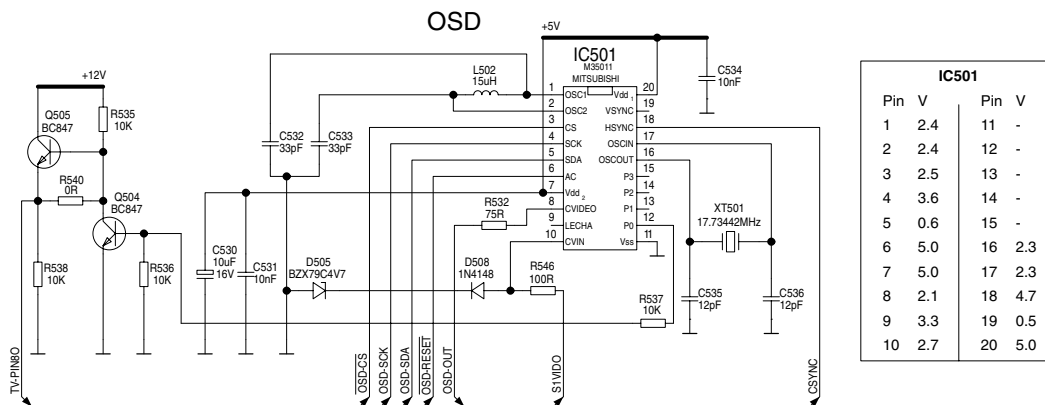 OSD
+5V
+12V
Q505
BC847
R535
10K
R540
0R
Q504
BC847
R538
10K
R536
10K
C530
10uF
16V
C531
10nF
C532
33pF
C533
33pF
L502
15uH
D505
BZX79C4V7
D508
1N4148
R532
75R
R546
100R
R537
10K
IC501
M35011
MITSUBISHI
1 OSC1 Vdd 1 20
2 OSC2 VSYNC 19
3 CS HSYNC 18
4 SCK OSCIN 17
5 SDA OSCOUT 16
6 AC P3 15
7 Vdd 2 P2 14
8 CVIDEO P1 13
9 LECHA P0 12
10 CVIN Vss 11
C534
10nF
XT501
17.73442MHz
C535
12pF
C536
12pF
TV-PIN8O
OSD-CS
OSD-SCK
OSD-SDA
OSD-RESET
OSD-OUT
S1VIDO
CSYNC
IC501
Pin V Pin V
1 2.4 11 -
2 2.4 12 -
3 2.5 13 -
4 3.6 14 -
5 0.6 15 -
6 5.0 16 2.3
7 5.0 17 2.3
8 2.1 18 4.7
9 3.3 19 0.5
10 2.7 20 5.0